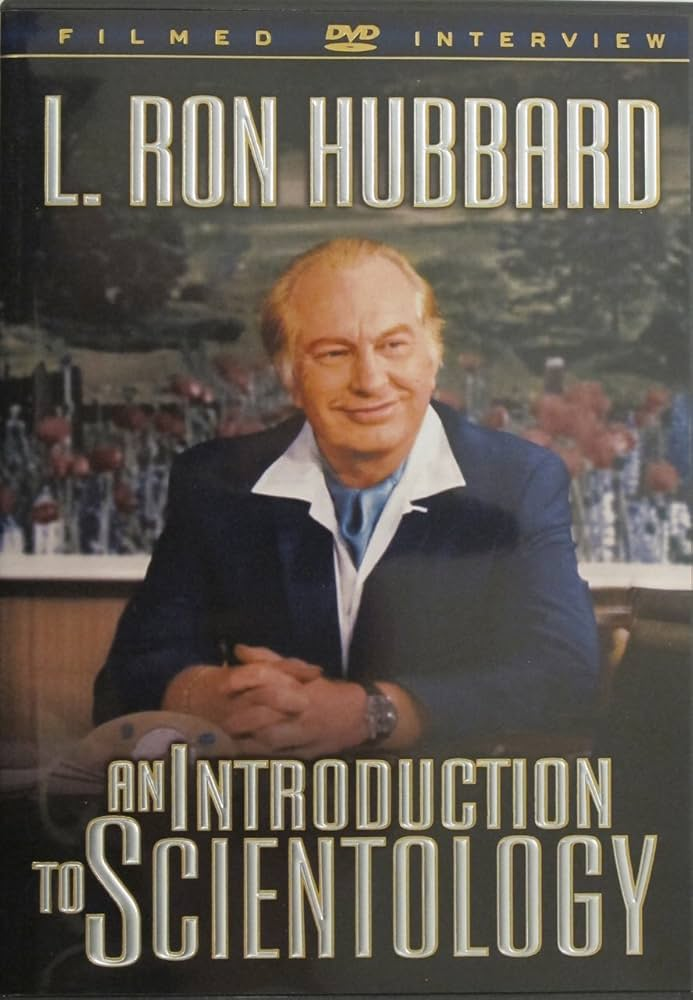 FILMED DVD INTERVIEW
L. RON HUBBARD
AN INTRODUCTION
TO SCIENTOLOGY